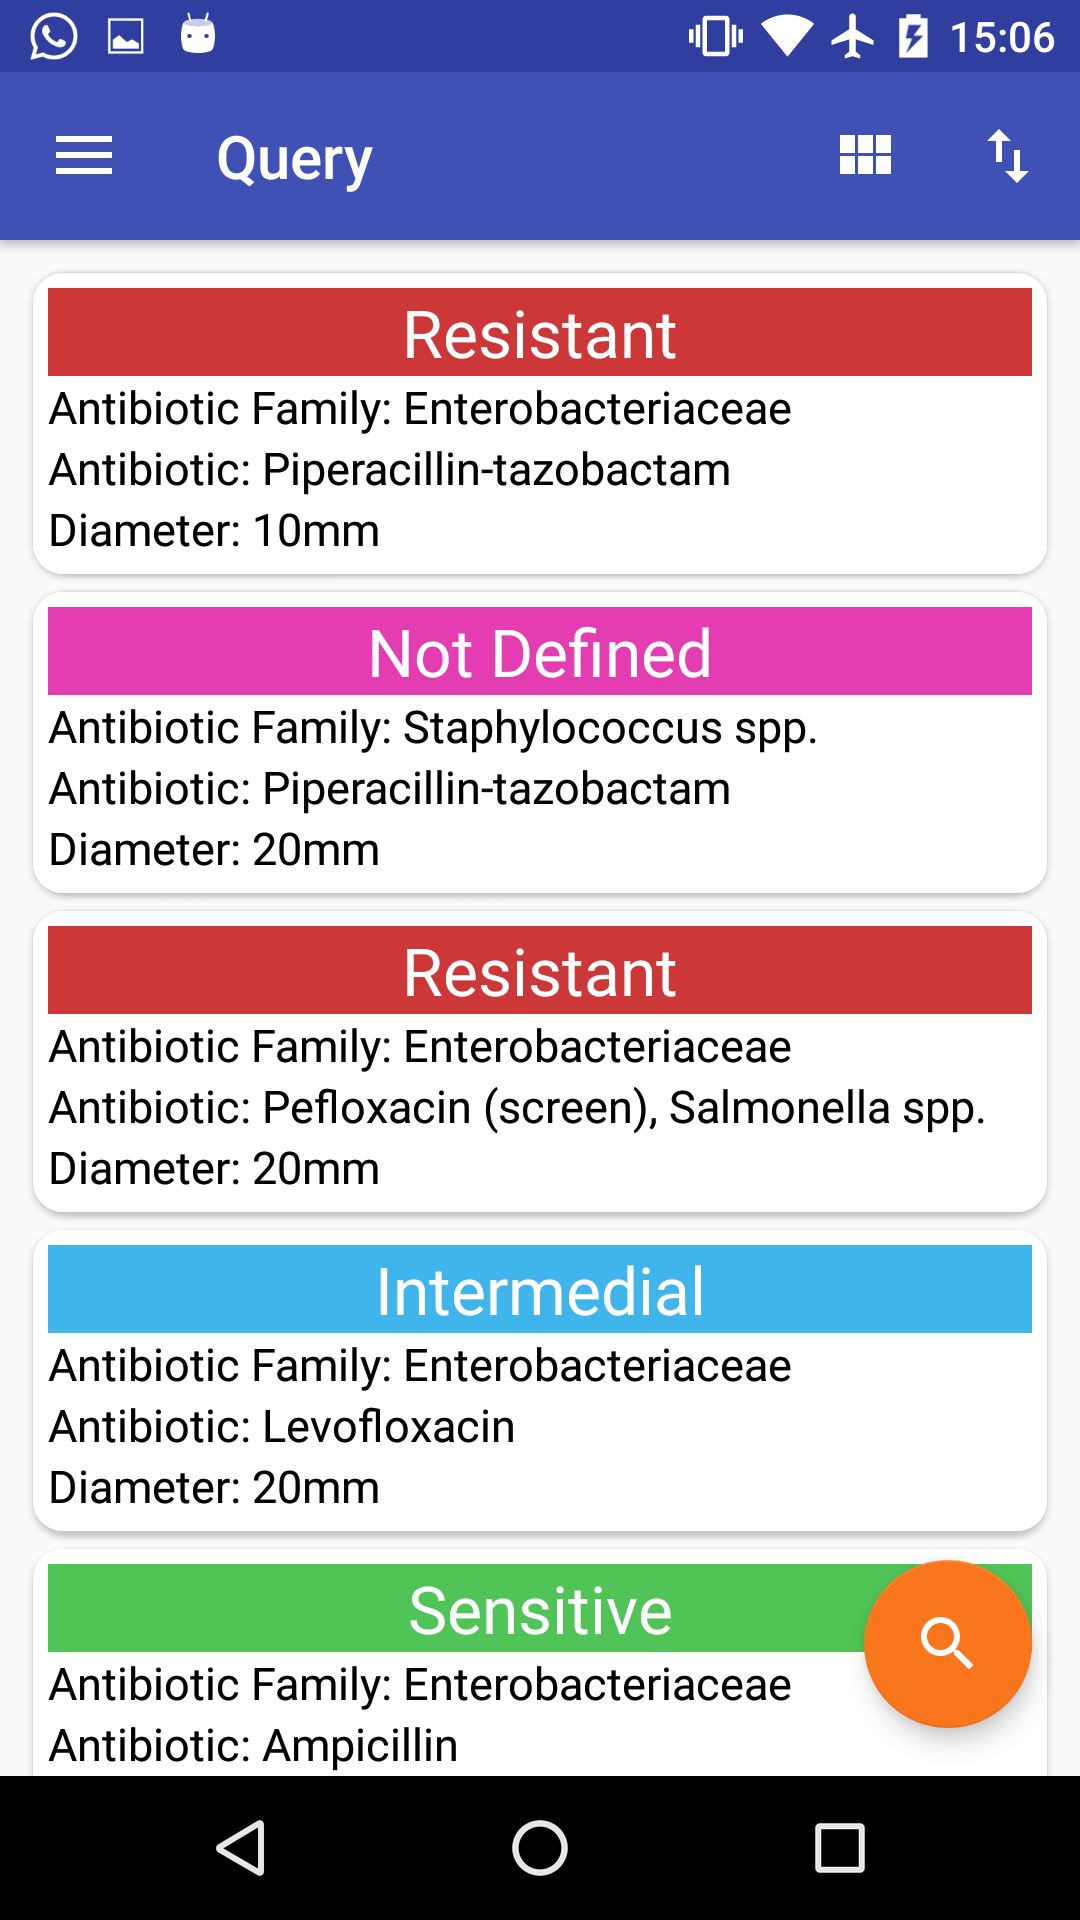 15:06
Query
Resistant
Antibiotic Family: Enterobacteriaceae
Antibiotic: Piperacillin-tazobactam
Diameter: 10mm
Not Defined
Antibiotic Family: Staphylococcus spp.
Antibiotic: Piperacillin-tazobactam
Diameter: 20mm
Resistant
Antibiotic Family: Enterobacteriaceae
Antibiotic: Pefloxacin (screen), Salmonella spp.
Diameter: 20mm
Intermedial
Antibiotic Family: Enterobacteriaceae
Antibiotic: Levofloxacin
Diameter: 20mm
Sensitive
Antibiotic Family: Enterobacteriaceae
Antibiotic: Ampicillin